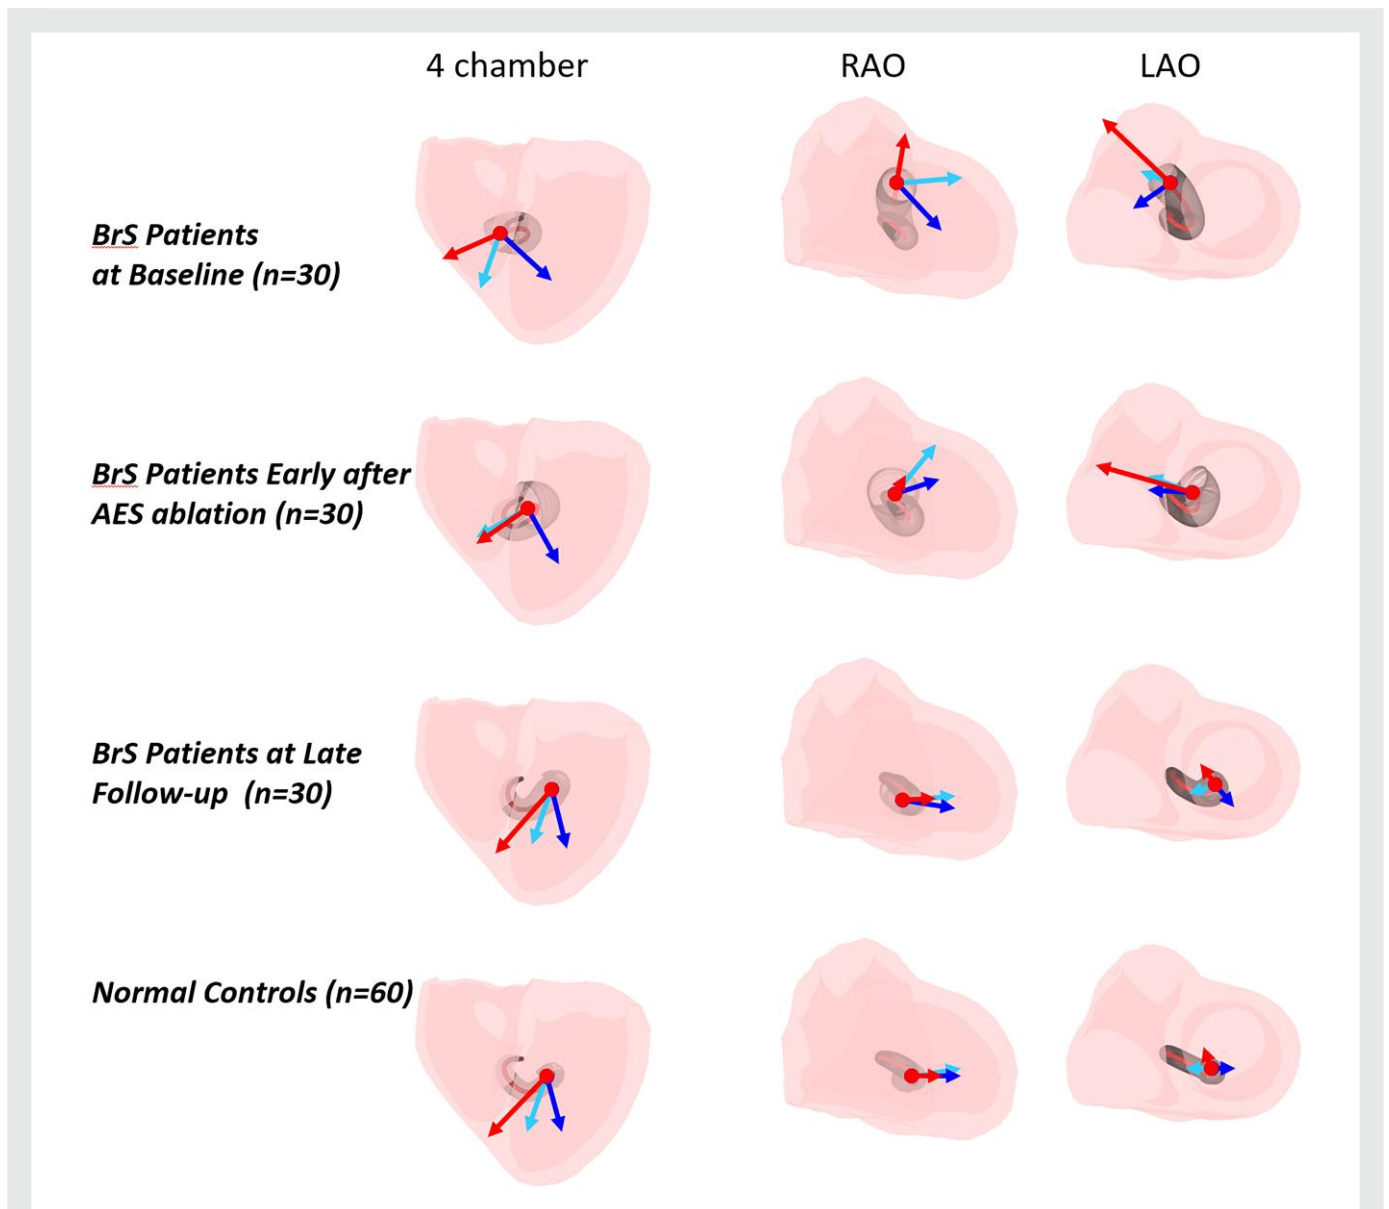 4 chamber RAO LAO
BrS Patients
at Baseline (n=30)
BrS Patients Early after
AES ablation (n=30)
BrS Patients at Late
Follow-up (n=30)
Normal Controls (n=60)